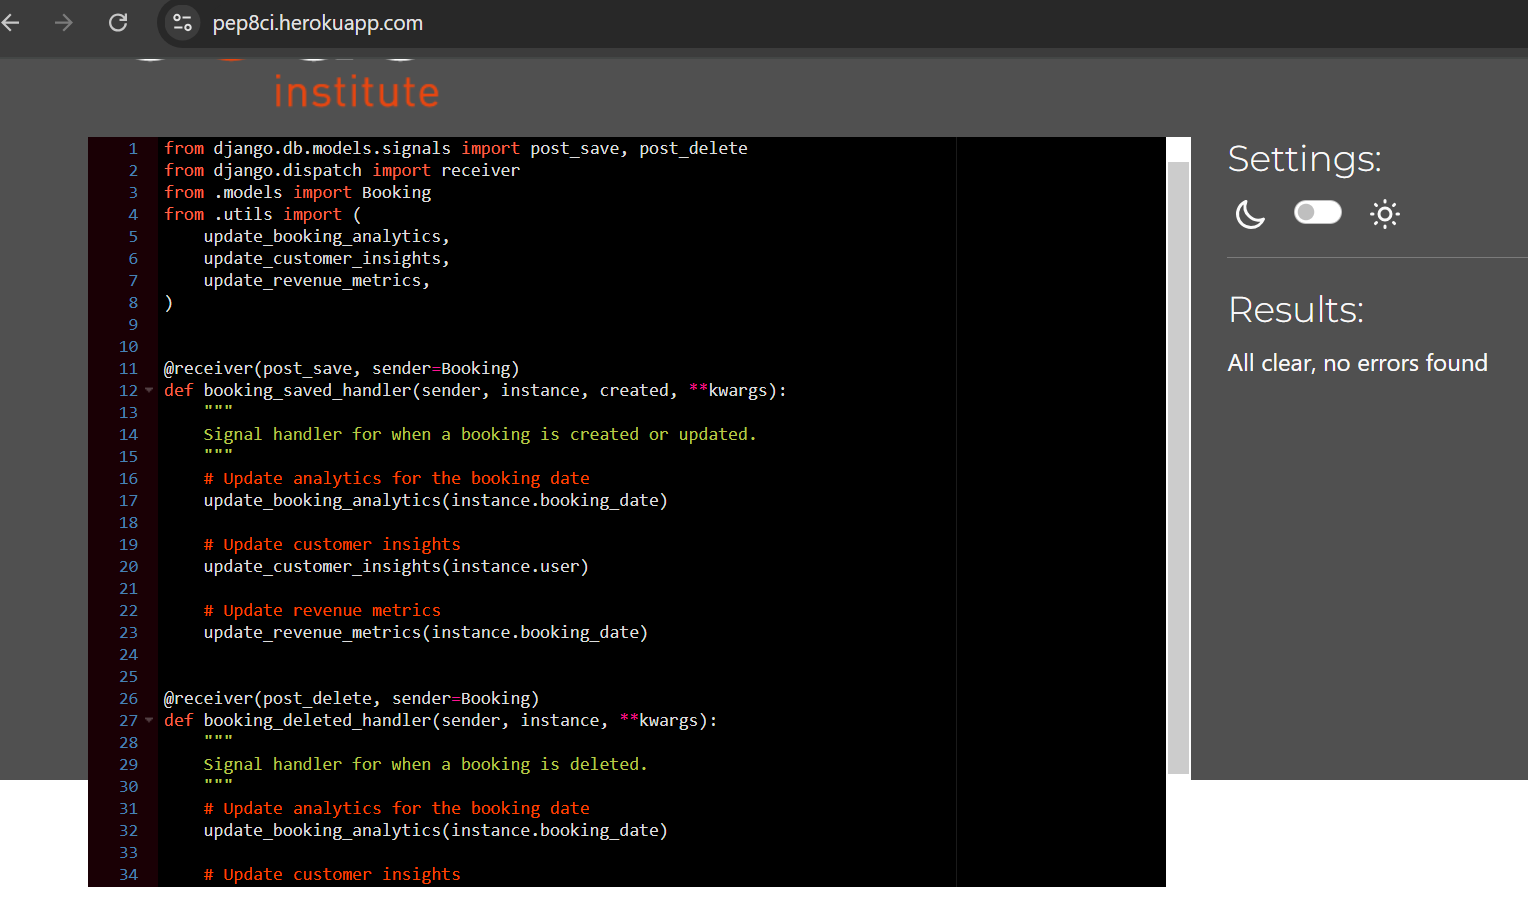 pep8ci.herokuapp.com
institute
1 from django.db.models.signals import post_save, post_delete
2 from django.dispatch import receiver
3 from .models import Booking
4 from .utils import (
5     update_booking_analytics,
6     update_customer_insights,
7     update_revenue_metrics,
8 )
9
10
11 @receiver(post_save, sender=Booking)
12 def booking_saved_handler(sender, instance, created, **kwargs):
13     """
14     Signal handler for when a booking is created or updated.
15     """
16     # Update analytics for the booking date
17     update_booking_analytics(instance.booking_date)
18
19     # Update customer insights
20     update_customer_insights(instance.user)
21
22     # Update revenue metrics
23     update_revenue_metrics(instance.booking_date)
24
25
26 @receiver(post_delete, sender=Booking)
27 def booking_deleted_handler(sender, instance, **kwargs):
28     """
29     Signal handler for when a booking is deleted.
30     """
31     # Update analytics for the booking date
32     update_booking_analytics(instance.booking_date)
33
34     # Update customer insights
Settings:
Results:
All clear, no errors found